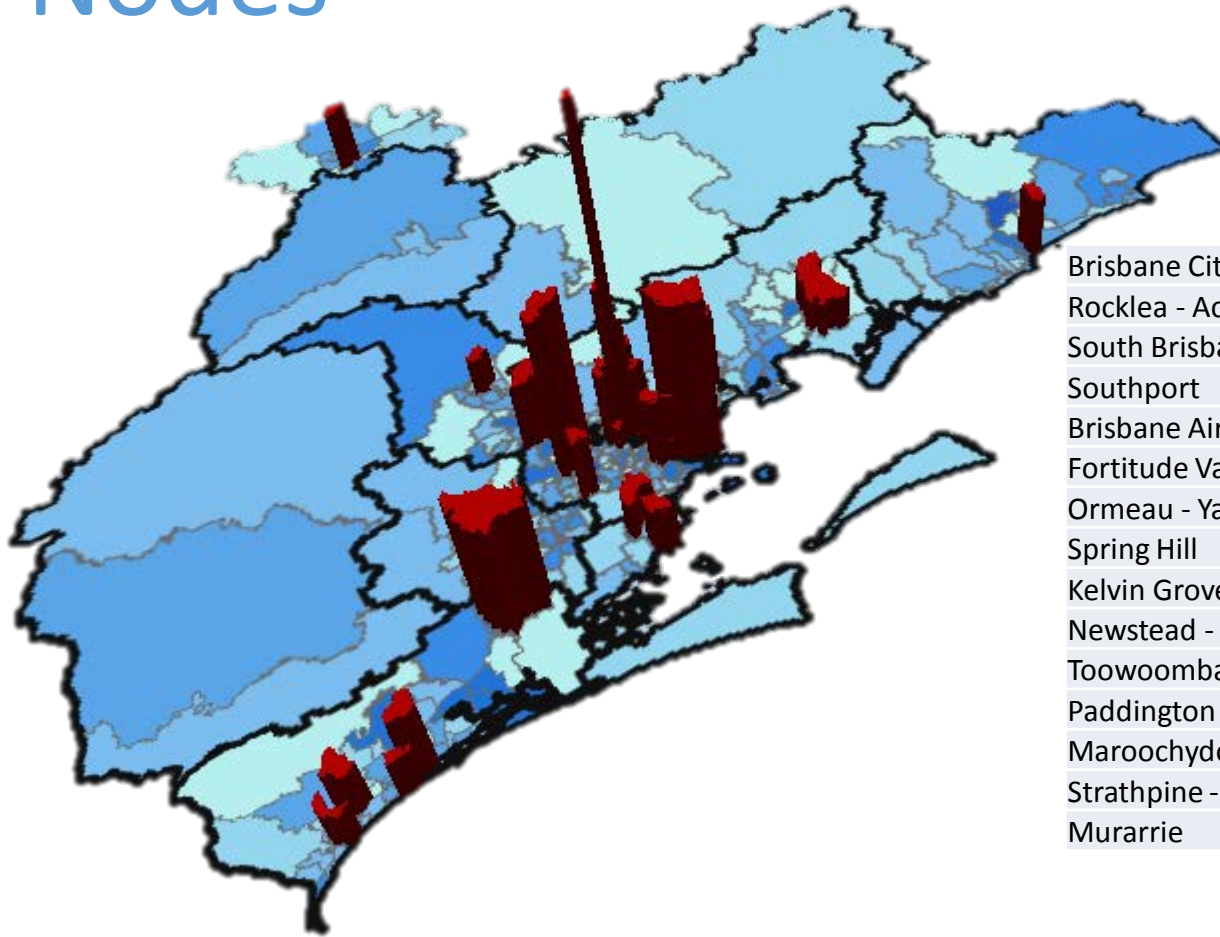 Nodes
Brisbane Cit
Rocklea - Ac
South Brisba
Southport
Brisbane Air
Fortitude Va
Ormeau - Ya
Spring Hill
Kelvin Grove
Newstead -
Toowoomba
Paddington
Maroochydo
Strathpine -
Murarrie